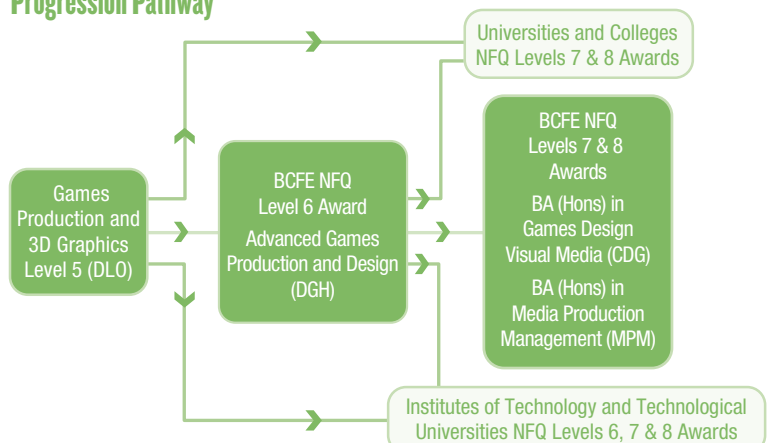 Progression Pathway
Universities and Colleges
NFQ Levels 7 & 8 Awards
Games
Production and
3D Graphics
Level 5 (DLO)
BCFE NFQ
Level 6 Award
Advanced Games
Production and Design
(DGH)
BCFE NFQ
Levels 7 & 8
Awards
BA (Hons) in
Games Design
Visual Media (CDG)
BA (Hons) in
Media Production
Management (MPM)
Institutes of Technology and Technological
Universities NFQ Levels 6, 7 & 8 Awards